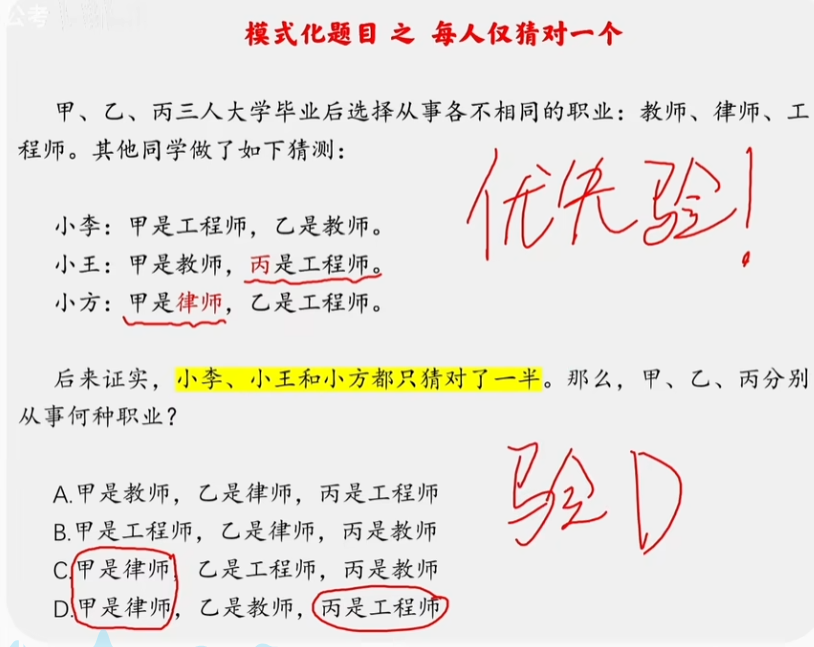 公考
模式化题目 之 每人仅猜对一个
甲、乙、丙三人大学毕业后选择从事各不相同的职业：教师、律师、工
程师。其他同学做了如下猜测：
优先验！
小李：甲是工程师，乙是教师。
小王：甲是教师，丙是工程师。
小方：甲是律师，乙是工程师。
后来证实，小李、小王和小方都只猜对了一半。那么，甲、乙、丙分别
从事何种职业？
验D
A.甲是教师，乙是律师，丙是工程师
B.甲是工程师，乙是律师，丙是教师
C.甲是律师，乙是工程师，丙是教师
D.甲是律师，乙是教师，丙是工程师